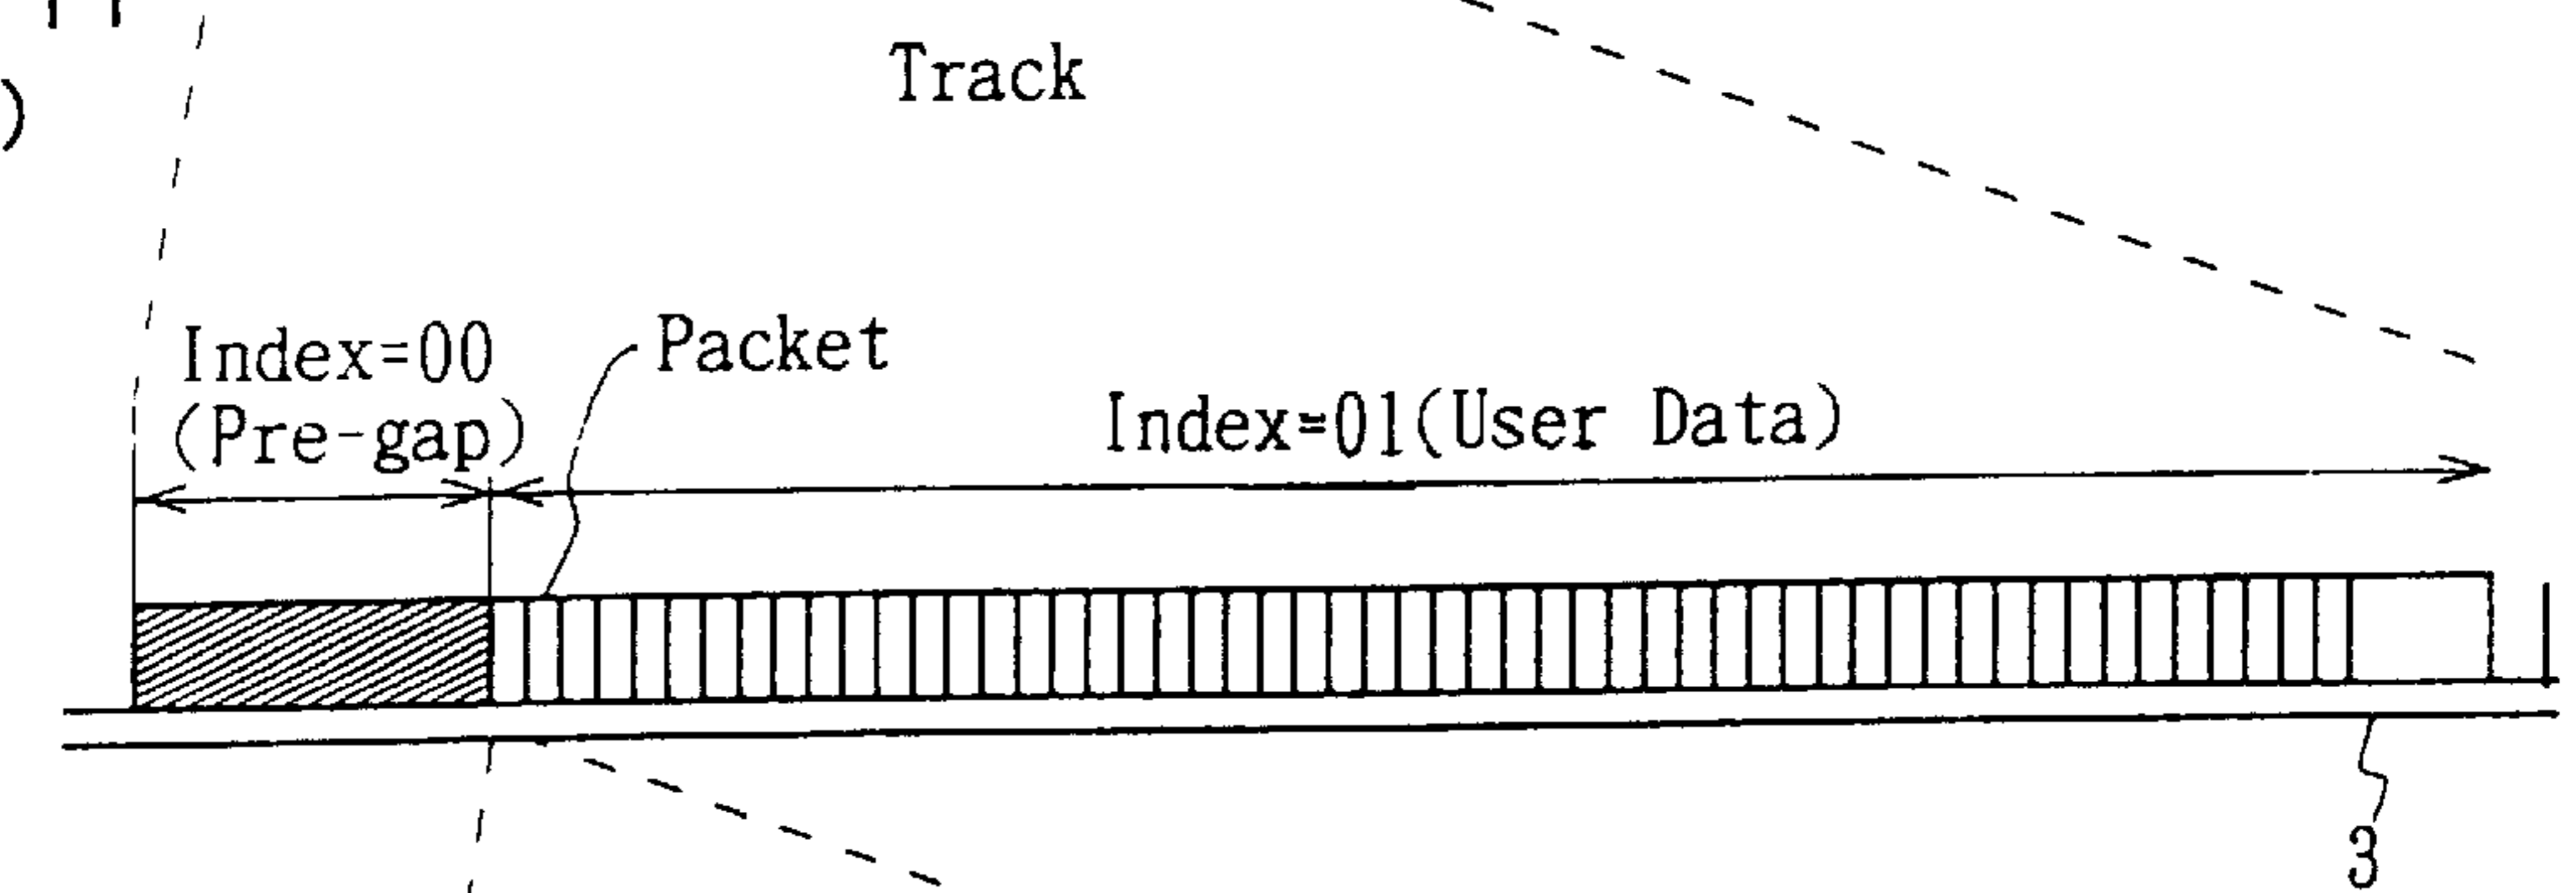 )
Track
Index=00
(Pre-gap)
Packet
Index=01(User Data)
3